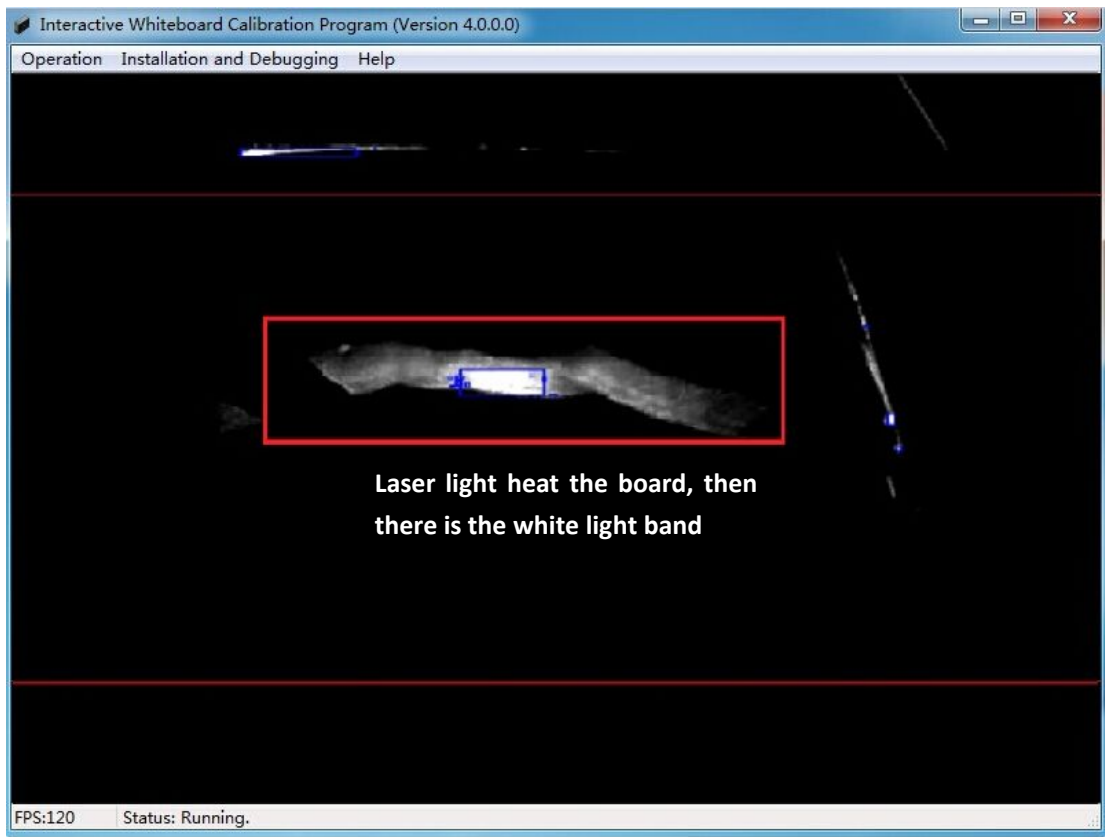 Interactive Whiteboard Calibration Program (Version 4.0.0.0)
Operation Installation and Debugging Help
Laser light heat the board, then
there is the white light band
FPS:120 Status: Running.